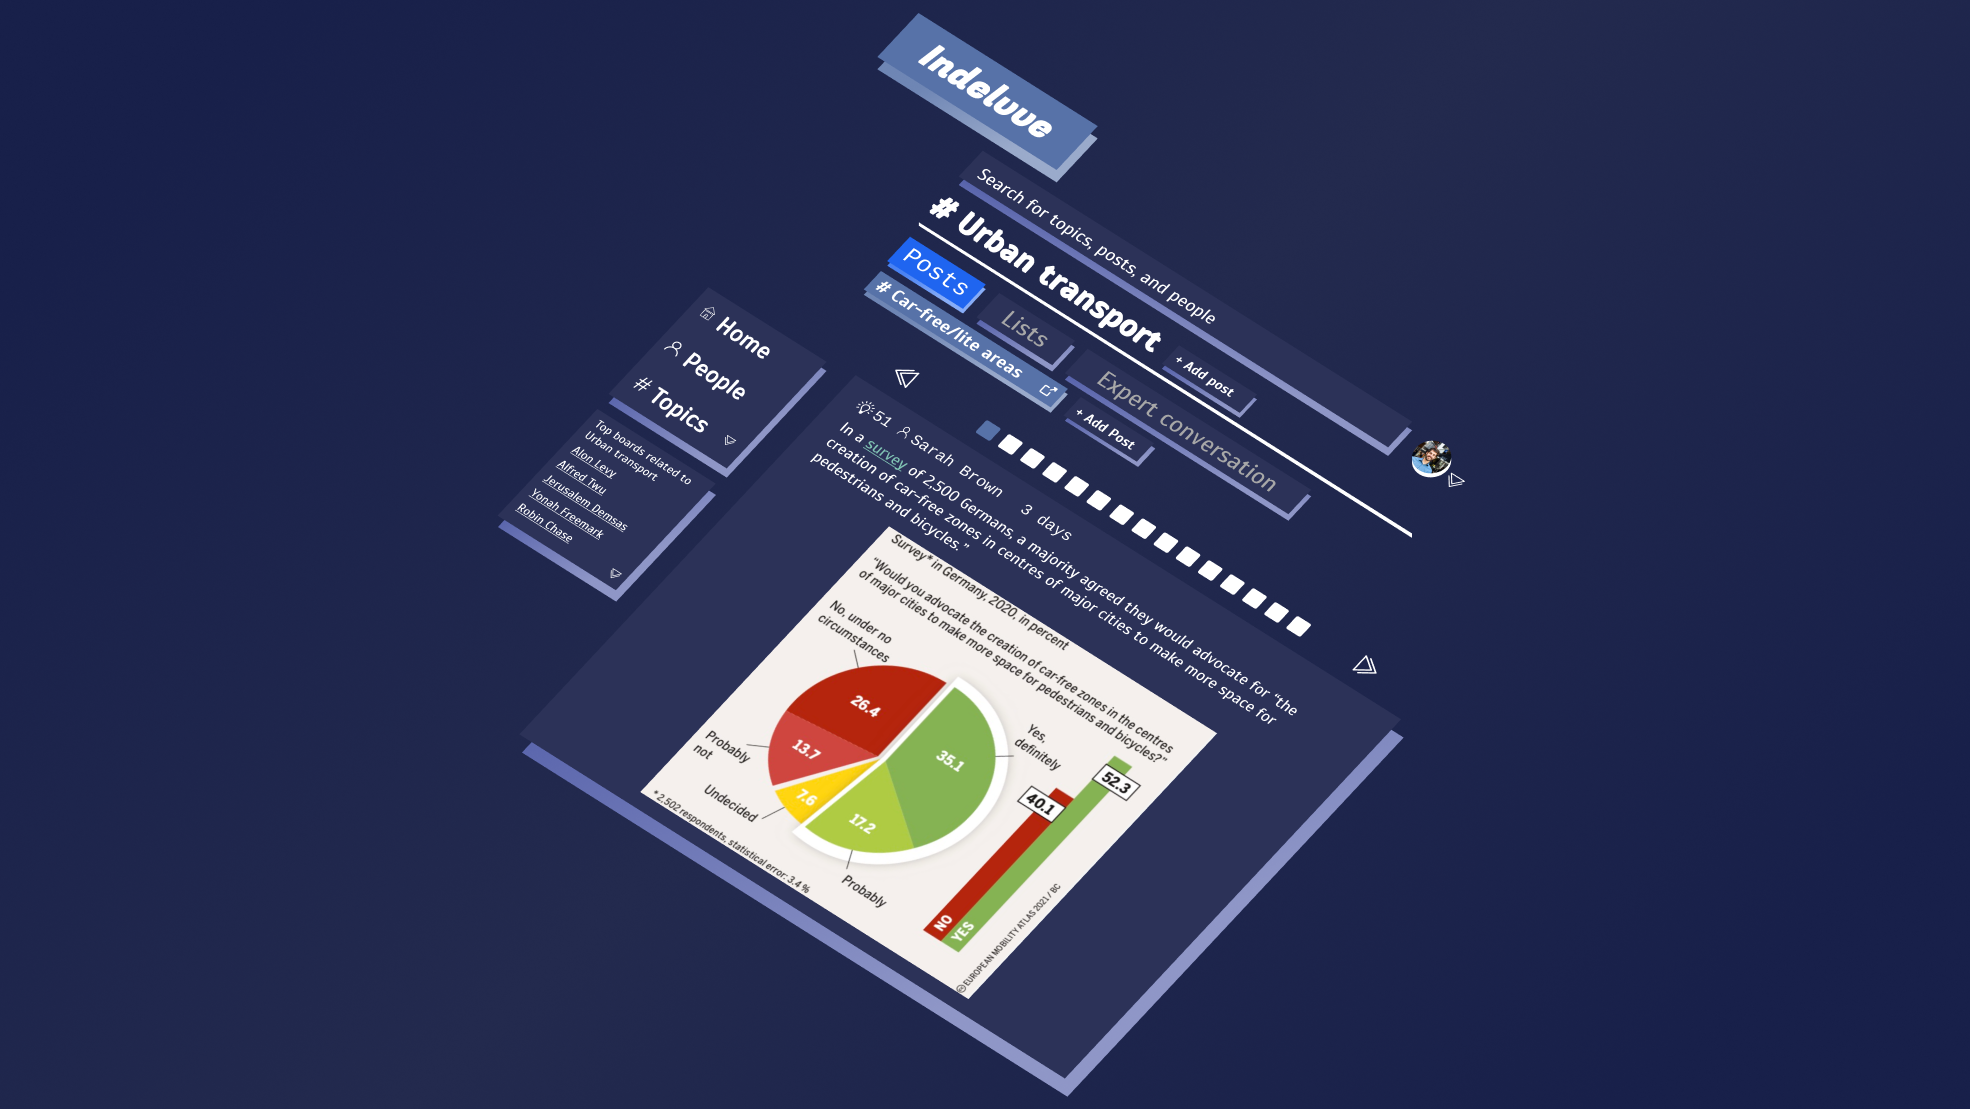 Indeluve
Search for topics, posts, and people
# Urban transport
+ Add post
Posts
Lists
Expert conversation
# Car-free/lite areas
+ Add Post
Home
People
# Topics
Top boards related to
Urban transport
Alon Levy
Alfred Twu
Jerusalem Demsas
Yonah Freemark
Robin Chase
51 Sarah Brown 3 days
In a survey of 2,500 Germans, a majority agreed they would advocate for “the
creation of car-free zones in centres of major cities to make more space for
pedestrians and bicycles.”
Survey* in Germany, 2020, in percent
“Would you advocate the creation of car-free zones in the centres
of major cities to make more space for pedestrians and bicycles?”
No, under no
circumstances
26.4
Probably
not
13.7
Undecided
7.6
Yes,
definitely
35.1
17.2
Probably
40.1
52.3
NO
YES
* 2,502 respondents, statistical error: 3.4 %
EUROPEAN MOBILITY ATLAS 2021 / BC